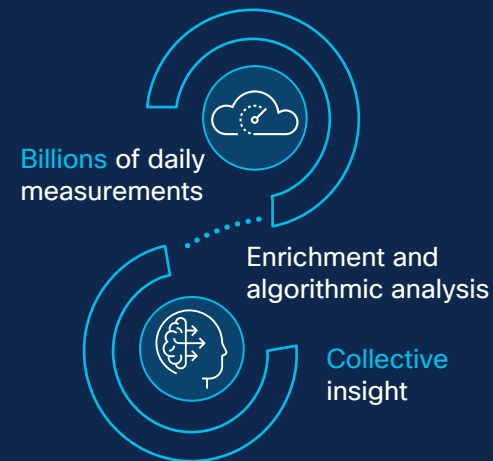 Billions of daily
measurements
Enrichment and
algorithmic analysis
Collective
insight